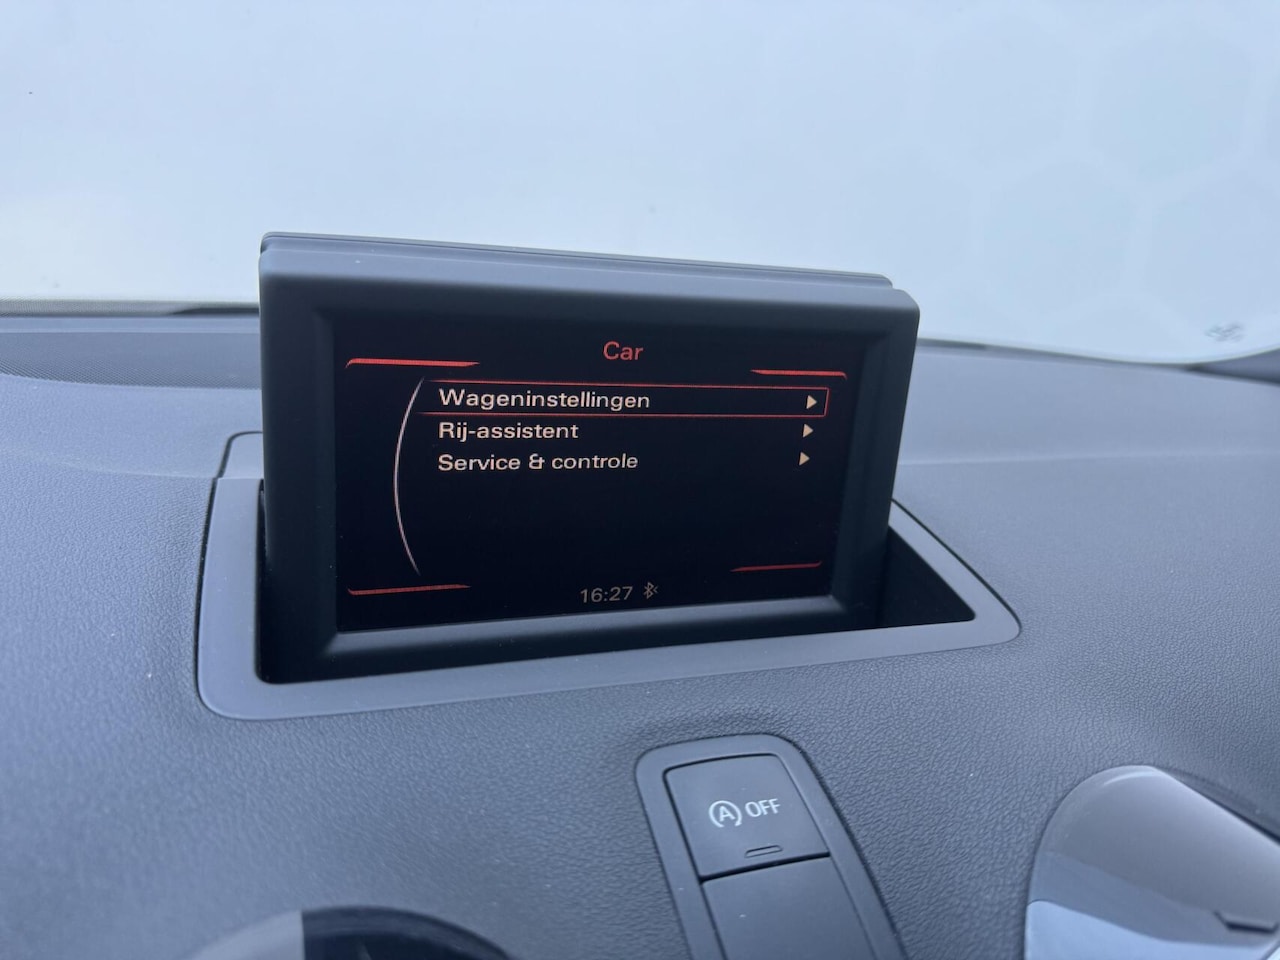 Car
Wageninstellingen
Rij-assistent
Service & controle
16:27
A OFF